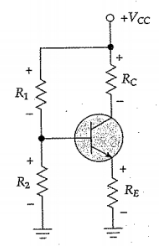 +V_CC
+
+
R_1
R_C
-
-
+
+
R_2
R_E
-
-